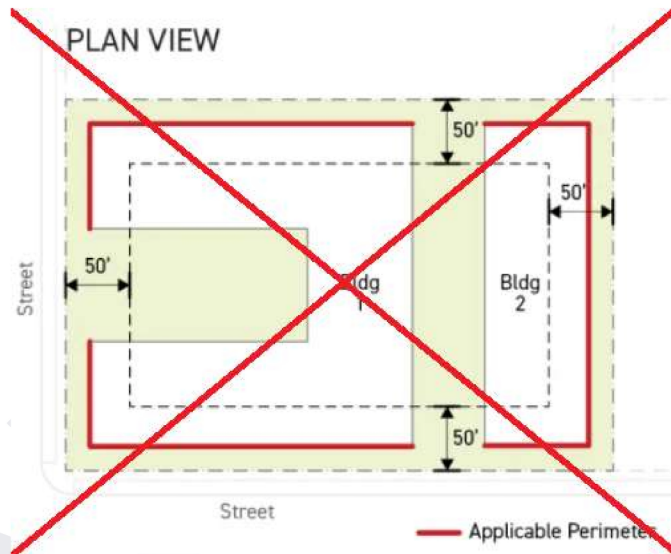 PLAN VIEW
50'
50'
50'
Street
Bldg
1
Bldg
2
50'
Street
Applicable Perimeter